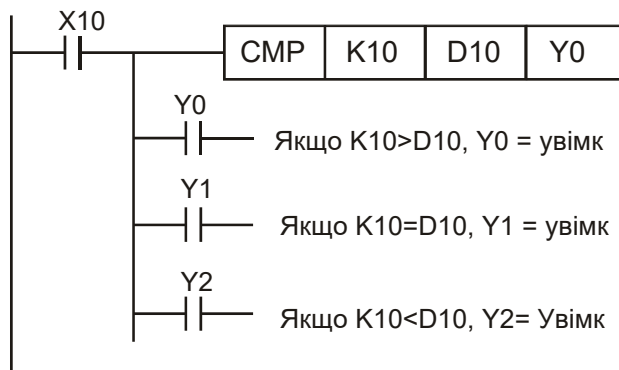 X10
CMP K10 D10 Y0
Y0
Якщо K10>D10, Y0 = увімк
Y1
Якщо K10=D10, Y1 = увімк
Y2
Якщо K10<D10, Y2= Увімк